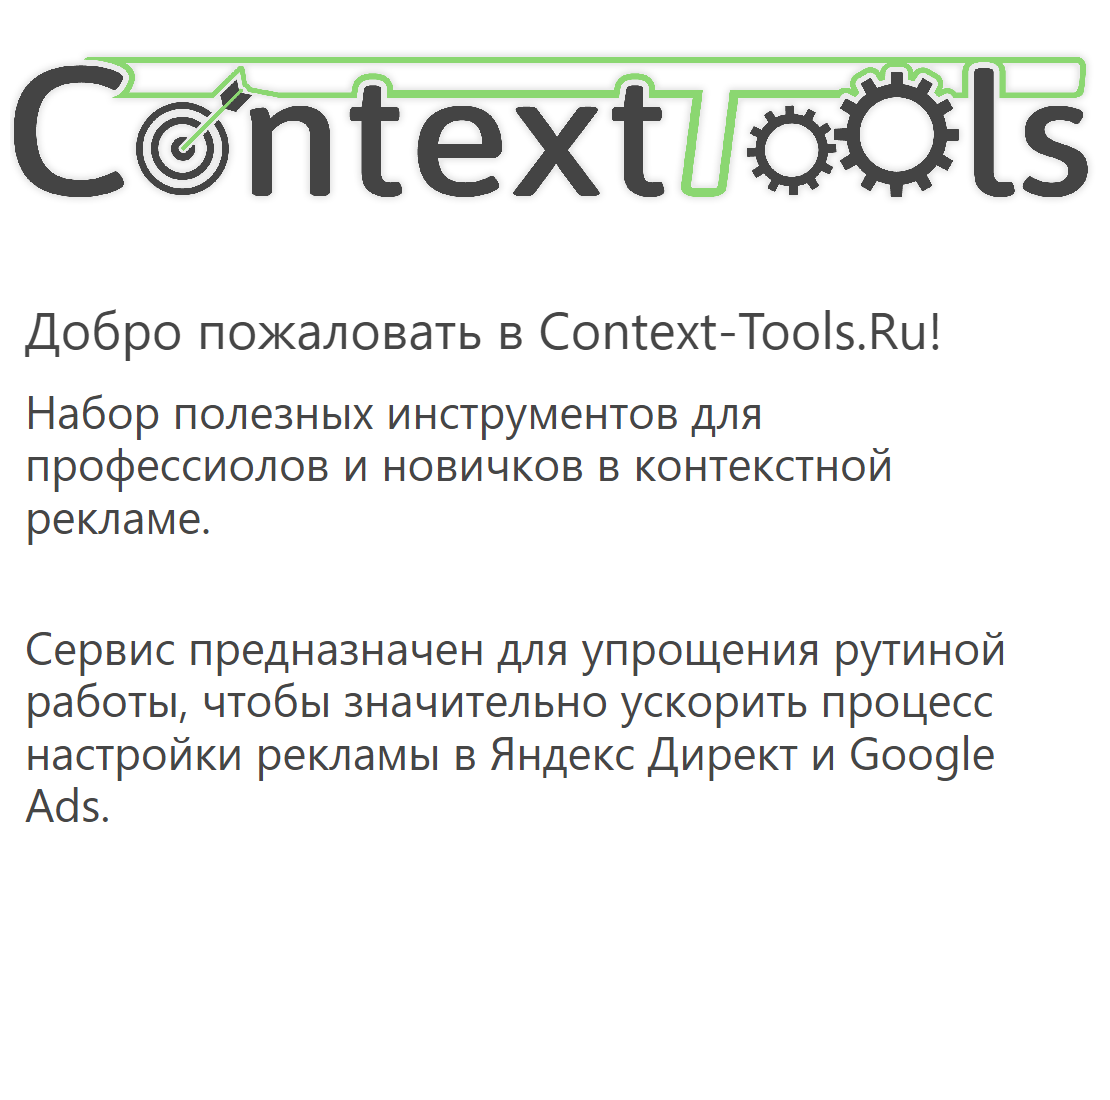 ContextTools
Добро пожаловать в Context-Tools.Ru!
Набор полезных инструментов для
профессиолов и новичков в контекстной
рекламе.
Сервис предназначен для упрощения рутиной
работы, чтобы значительно ускорить процесс
настройки рекламы в Яндекс Директ и Google
Ads.